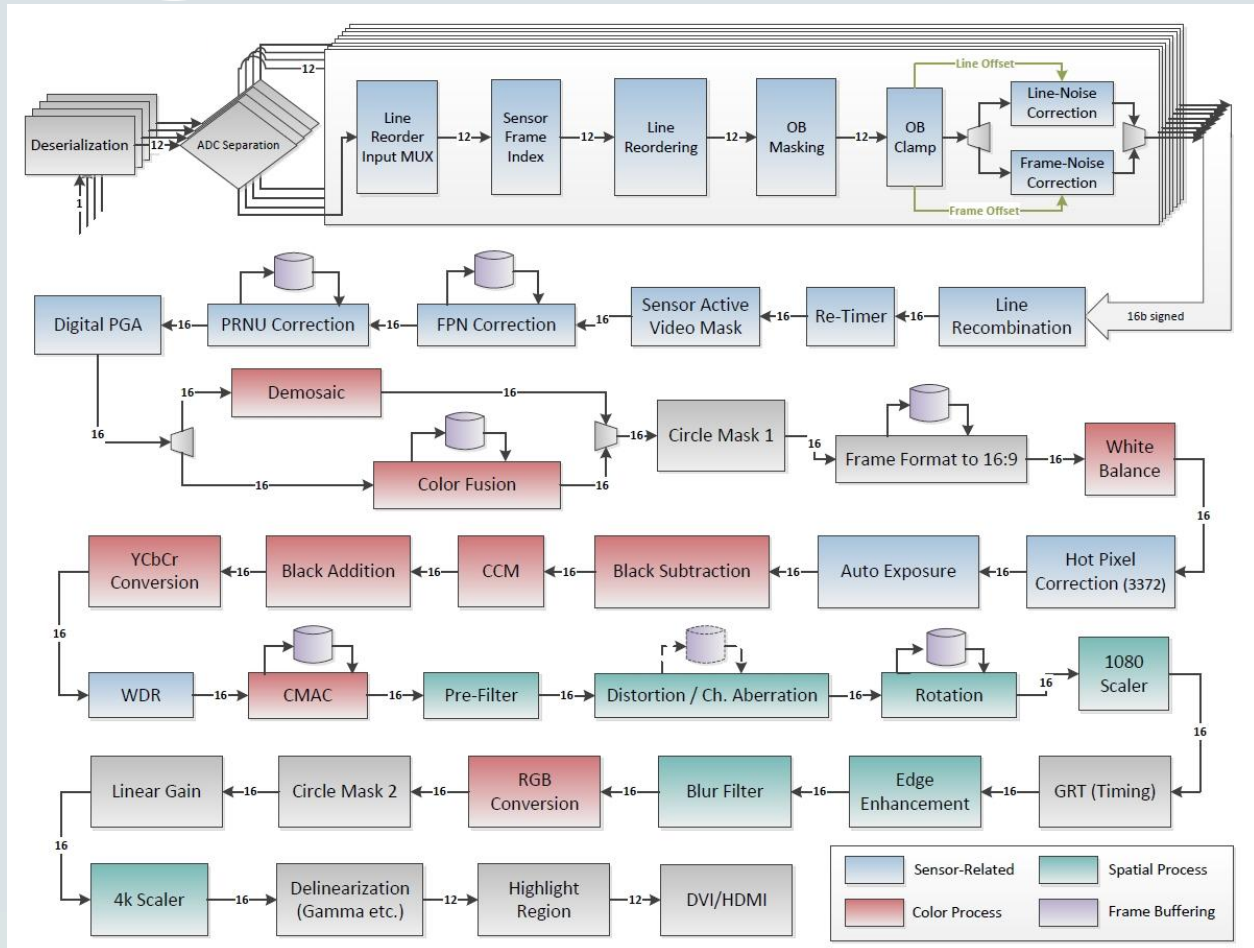 12
Deserialization
12
ADC Separation
1
Line
Reorder
Input MUX
12
Sensor
Frame
Index
12
Line
Reordering
12
OB
Masking
12
OB
Clamp
Line Offset
Line-Noise
Correction
Frame-Noise
Correction
Frame Offset
16b signed
Line
Recombination
16
Re-Timer
16
Sensor Active
Video Mask
16
FPN Correction
16
PRNU Correction
16
Digital PGA
16
16
Demosaic
16
16
Color Fusion
16
16
Circle Mask 1
16
Frame Format to 16:9
16
White
Balance
16
Hot Pixel
Correction (3372)
16
Auto Exposure
16
Black Subtraction
16
CCM
16
Black Addition
16
YCbCr
Conversion
16
WDR
16
CMAC
16
Pre-Filter
16
Distortion / Ch. Aberration
16
Rotation
16
1080
Scaler
16
GRT (Timing)
16
Edge
Enhancement
16
Blur Filter
16
RGB
Conversion
16
Circle Mask 2
16
Linear Gain
16
4k Scaler
16
Delinearization
(Gamma etc.)
12
Highlight
Region
12
DVI/HDMI
Sensor-Related
Spatial Process
Color Process
Frame Buffering